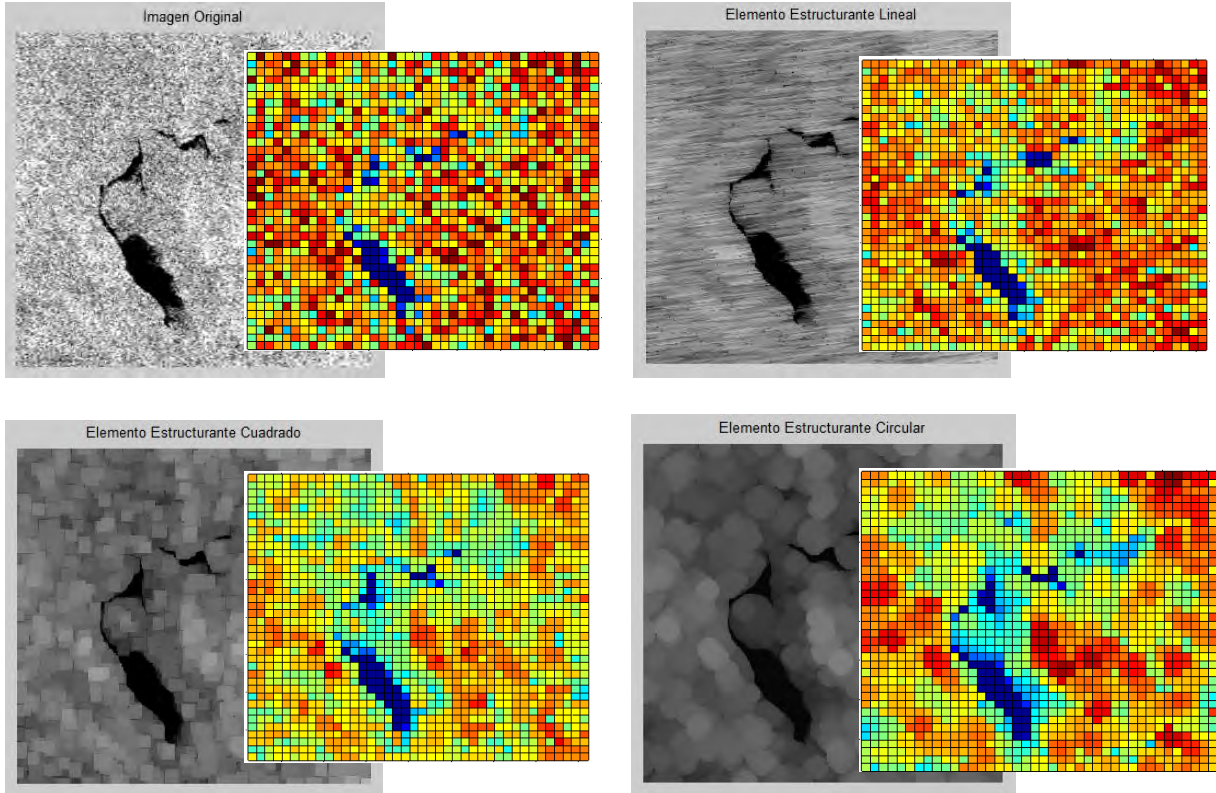 Imagen Original
Elemento Estructurante Lineal
Elemento Estructurante Cuadrado
Elemento Estructurante Circular